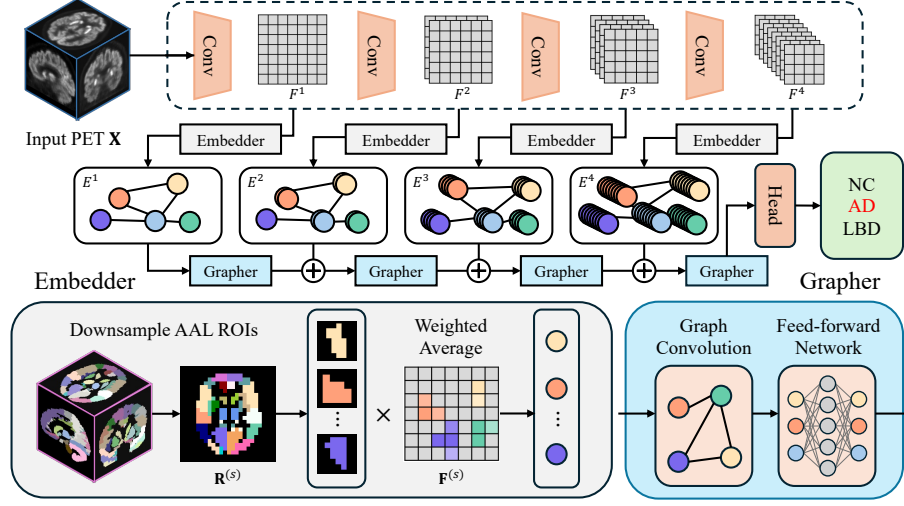 Conv
Conv
Conv
Conv
F¹
F²
F³
F⁴
Input PET X
Embedder
Embedder
Embedder
Embedder
E¹
E²
E³
E⁴
Head
NC
AD
LBD
Grapher
Grapher
Grapher
Grapher
Embedder
Grapher
Downsample AAL ROIs
Weighted
Average
Graph
Convolution
Feed-forward
Network
⋮
×
⋮
R⁽ˢ⁾
F⁽ˢ⁾